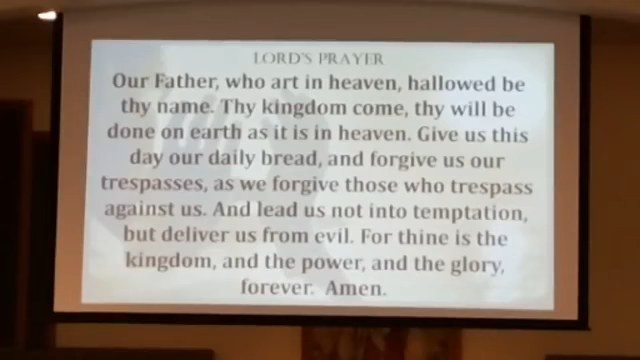 LORD'S PRAYER
Our Father, who art in heaven, hallowed be
thy name. Thy kingdom come, thy will be
done on earth as it is in heaven. Give us this
day our daily bread, and forgive us our
trespasses, as we forgive those who trespass
against us. And lead us not into temptation,
but deliver us from evil. For thine is the
kingdom, and the power, and the glory,
forever. Amen.